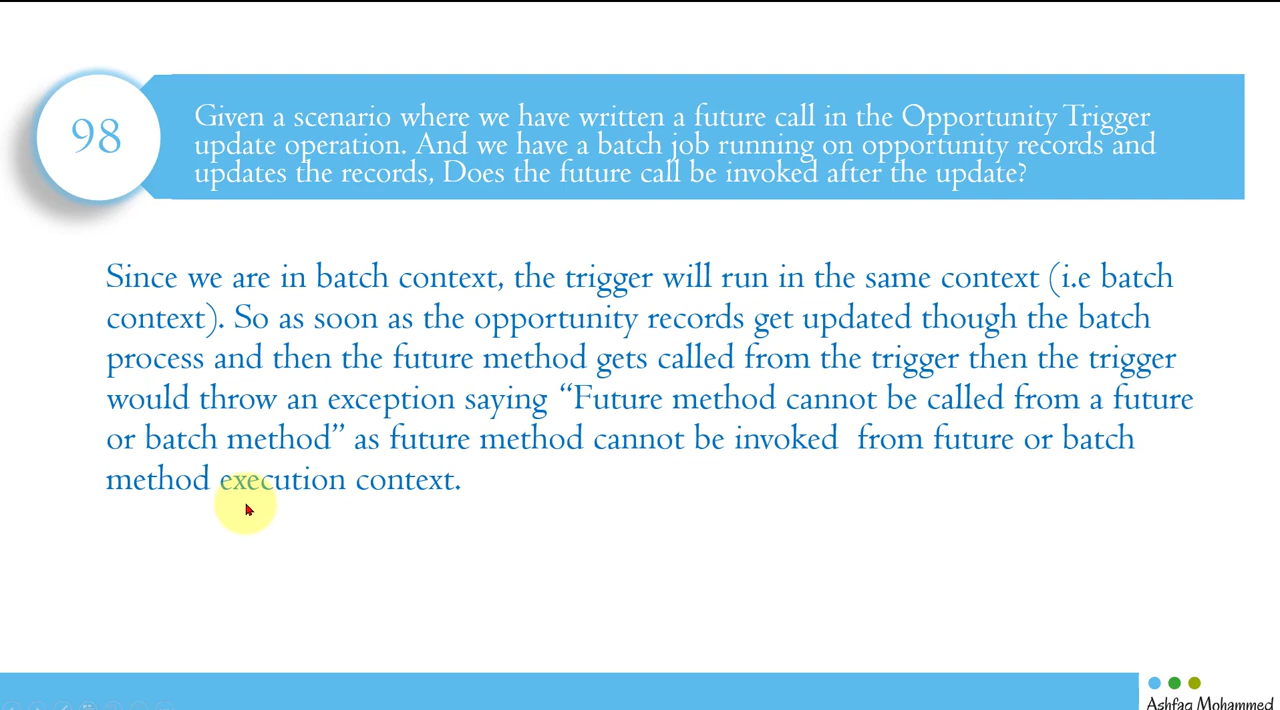 98
Given a scenario where we have written a future call in the Opportunity Trigger
update operation. And we have a batch job running on opportunity records and
updates the records, Does the future call be invoked after the update?
Since we are in batch context, the trigger will run in the same context (i.e batch
context). So as soon as the opportunity records get updated though the batch
process and then the future method gets called from the trigger then the trigger
would throw an exception saying “Future method cannot be called from a future
or batch method” as future method cannot be invoked  from future or batch
method execution context.
Ashfaq Mohammed